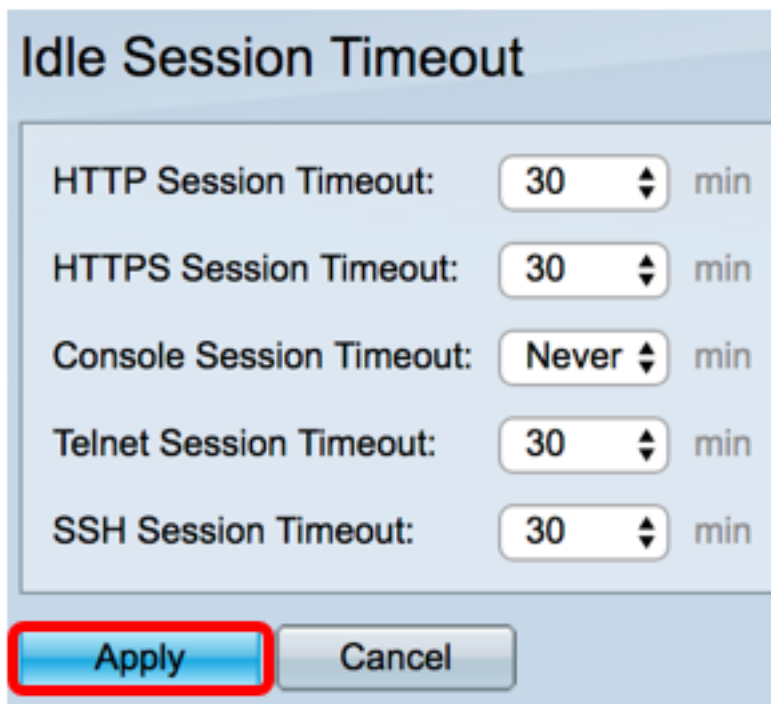 Idle Session Timeout
HTTP Session Timeout: 30 min
HTTPS Session Timeout: 30 min
Console Session Timeout: Never min
Telnet Session Timeout: 30 min
SSH Session Timeout: 30 min
Apply Cancel